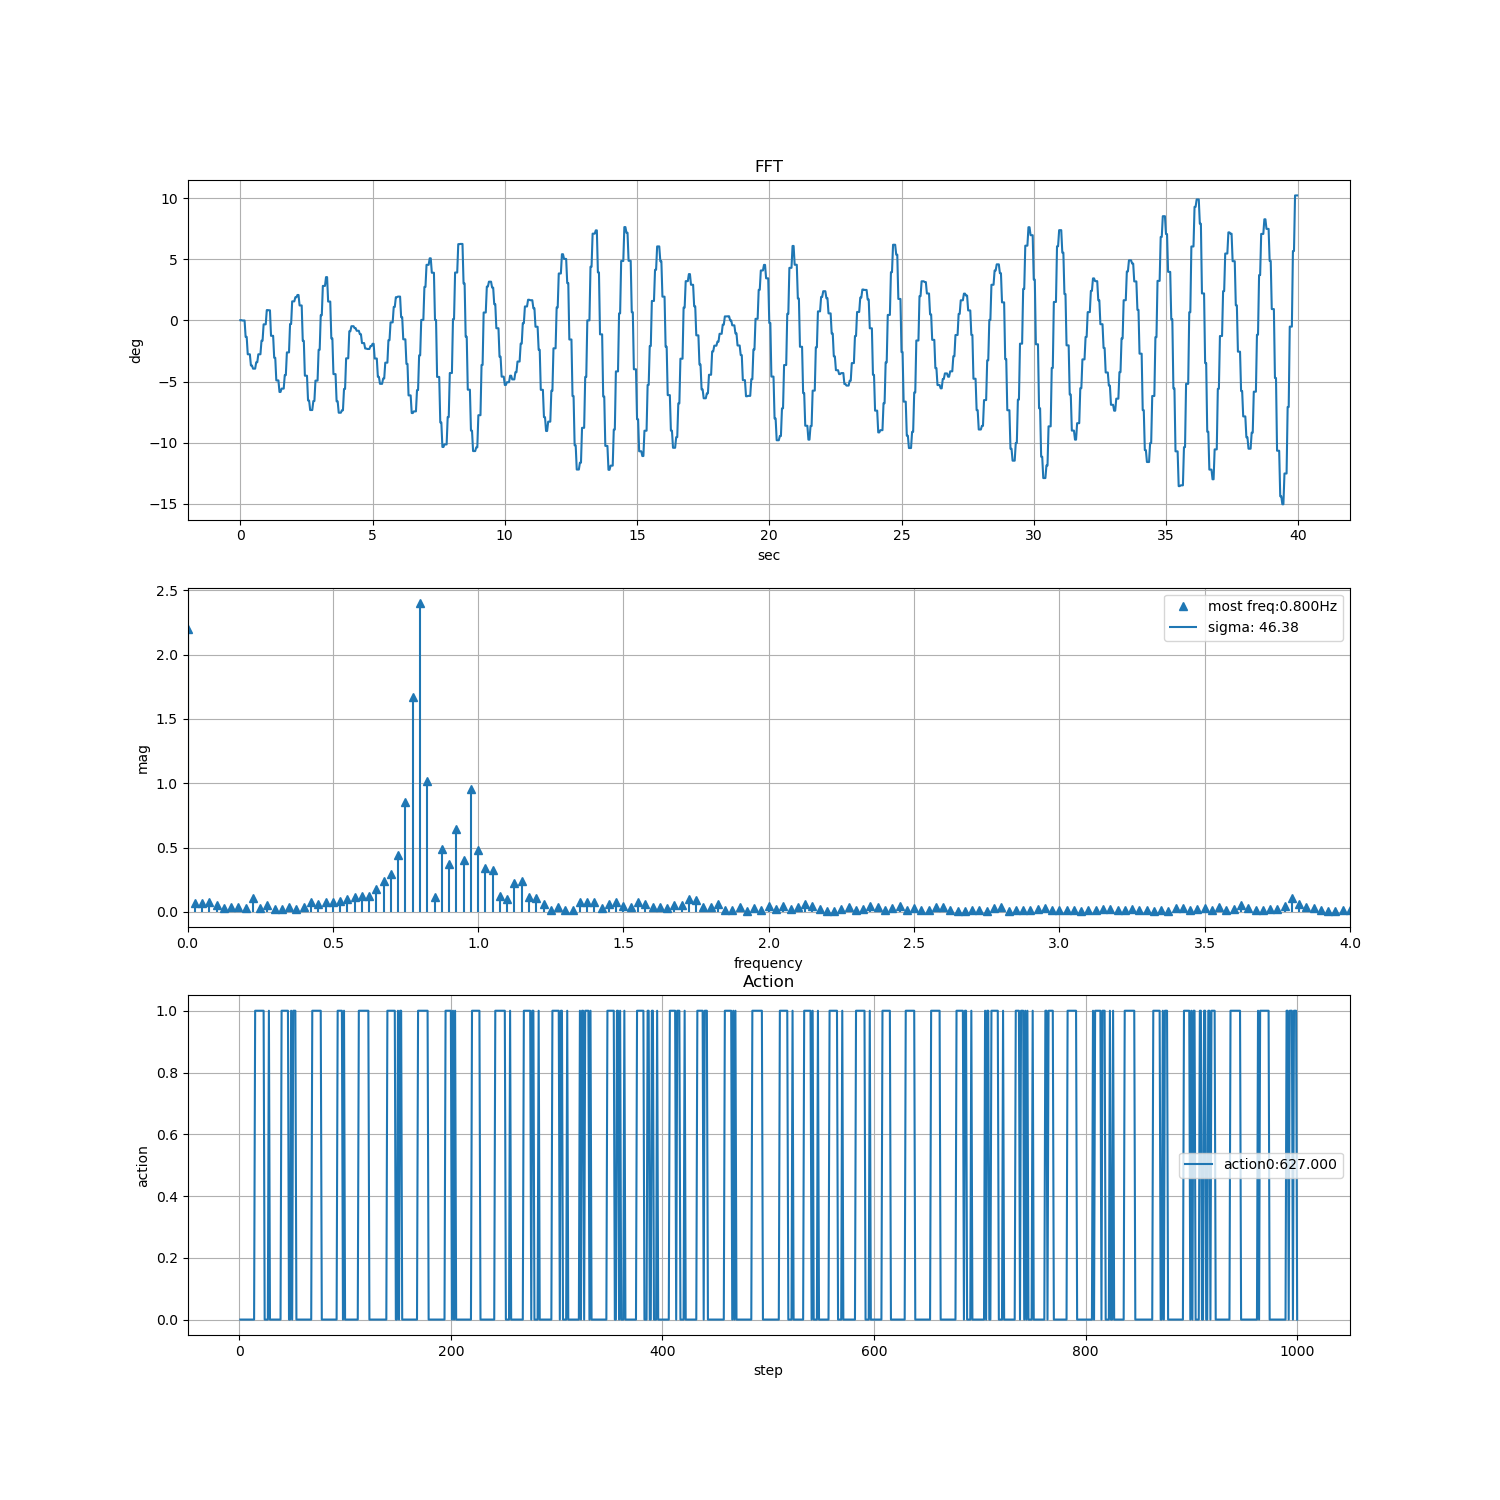 FFT
10
5
0
−5
−10
−15
deg
0 5 10 15 20 25 30 35 40
sec
2.5
2.0
1.5
1.0
0.5
0.0
mag
most freq:0.800Hz
sigma: 46.38
0.0 0.5 1.0 1.5 2.0 2.5 3.0 3.5 4.0
frequency
Action
1.0
0.8
0.6
0.4
0.2
0.0
action
action0:627.000
0 200 400 600 800 1000
step